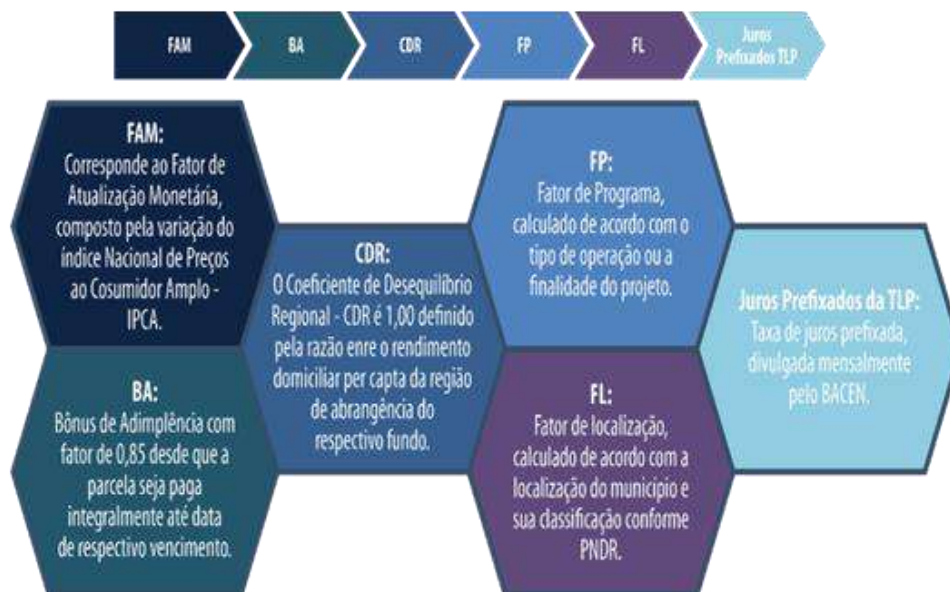 FAM
BA
CDR
FP
FL
Juros
Prefixados TLP
FAM:
Corresponde ao Fator de
Atualização Monetária,
composto pela variação do
índice Nacional de Preços
ao Cosumidor Amplo -
IPCA.
BA:
Bônus de Adimplência com
fator de 0,85 desde que a
parcela seja paga
integralmente até data
de respectivo vencimento.
CDR:
O Coeficiente de Desequilíbrio
Regional - CDR é 1,00 definido
pela razão enre o rendimento
domiciliar per capta da região
de abrangência do
respectivo fundo.
FP:
Fator de Programa,
calculado de acordo com o
tipo de operação ou a
finalidade do projeto.
FL:
Fator de localização,
calculado de acordo com a
localização do municipio e
sua classificação conforme
PNDR.
Juros Prefixados da TLP:
Taxa de juros prefixada,
divulgada mensalmente
pelo BACEN.